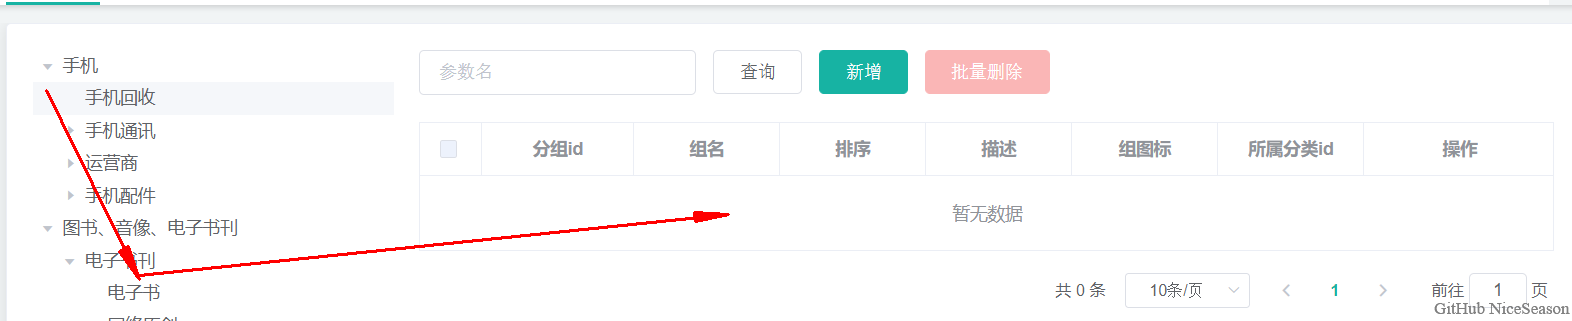 手机
手机回收
手机通讯
运营商
手机配件
图书、音像、电子书刊
电子书刊
电子书
网络原创
参数名 查询 新增 批量删除
分组id 组名 排序 描述 组图标 所属分类id 操作
暂无数据
共 0 条 10条/页 1 前往 1 页
GitHub NiceSeason